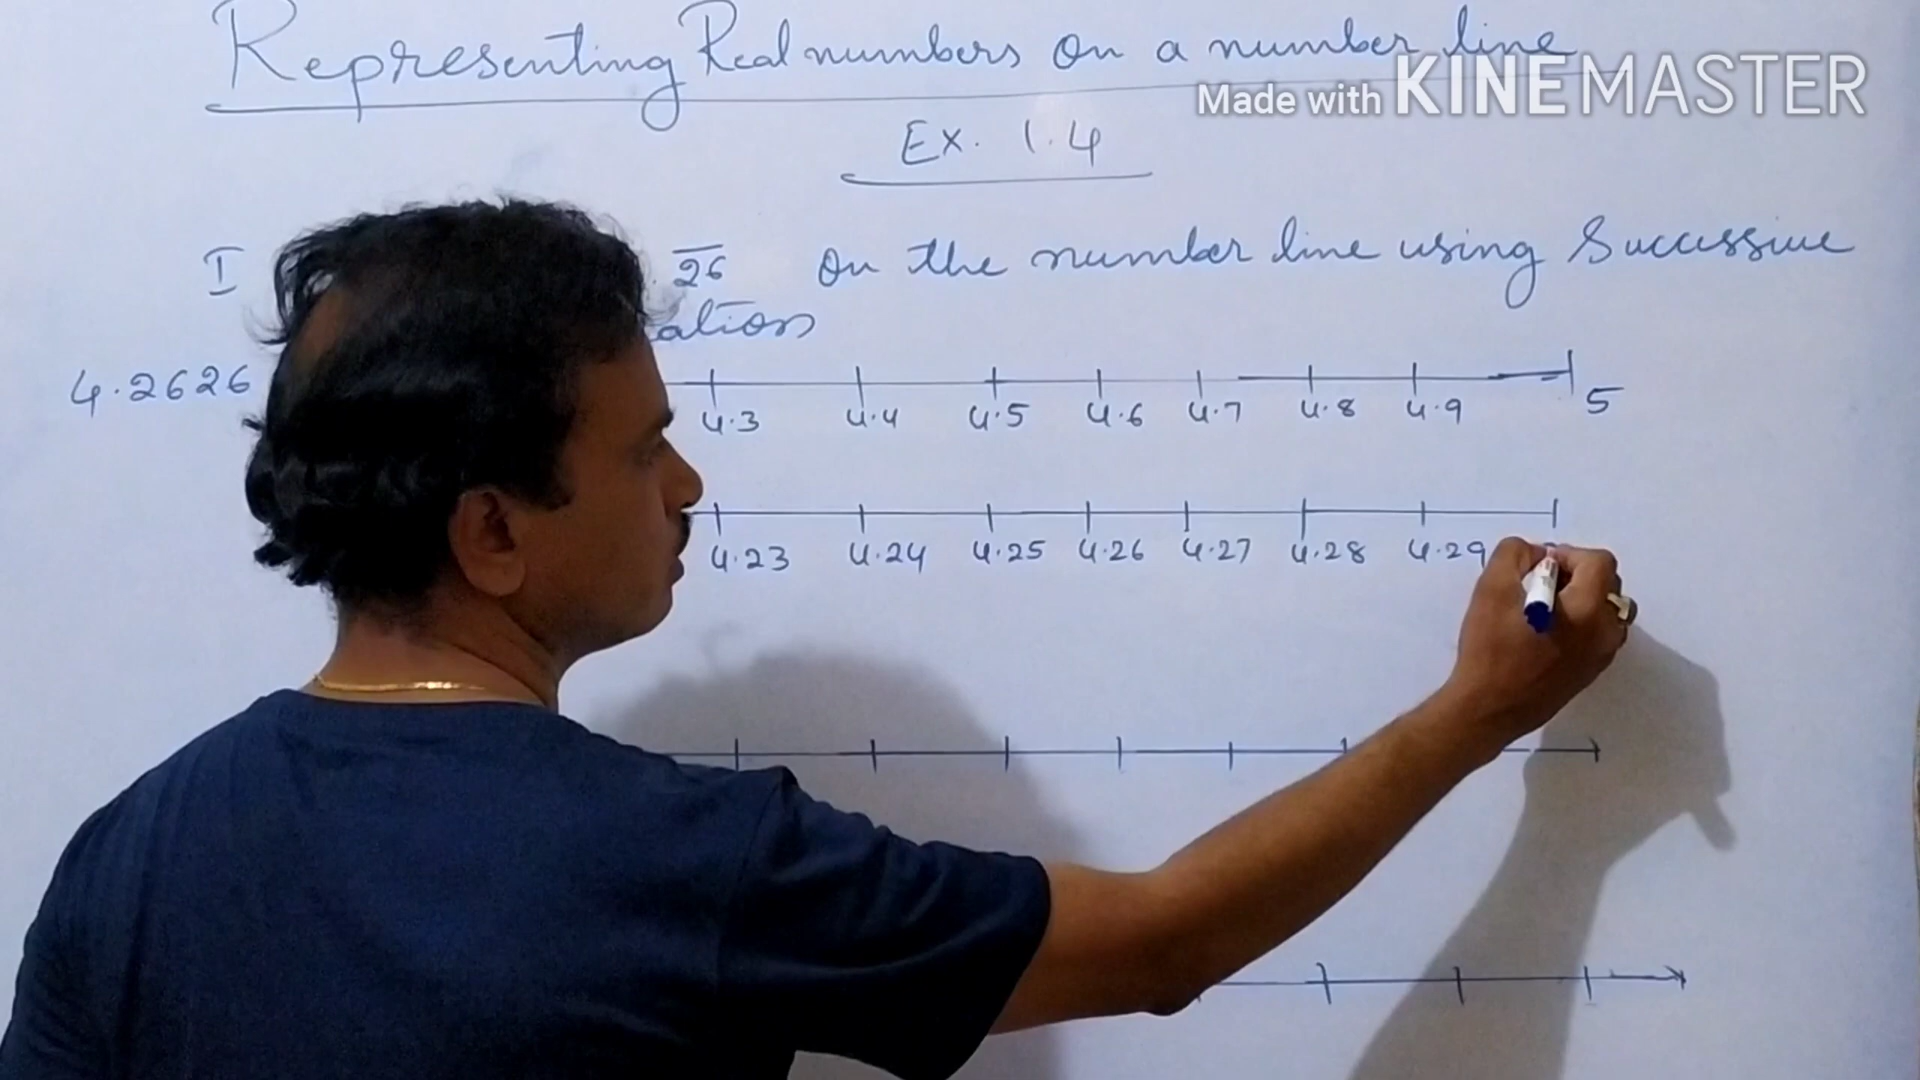 Representing Real numbers on a number line
Made with KINEMASTER
Ex. 1.4
I .26 on the number line using Successive
ation
4.2626 4.3 4.4 4.5 4.6 4.7 4.8 4.9 5
4.23 4.24 4.25 4.26 4.27 4.28 4.29